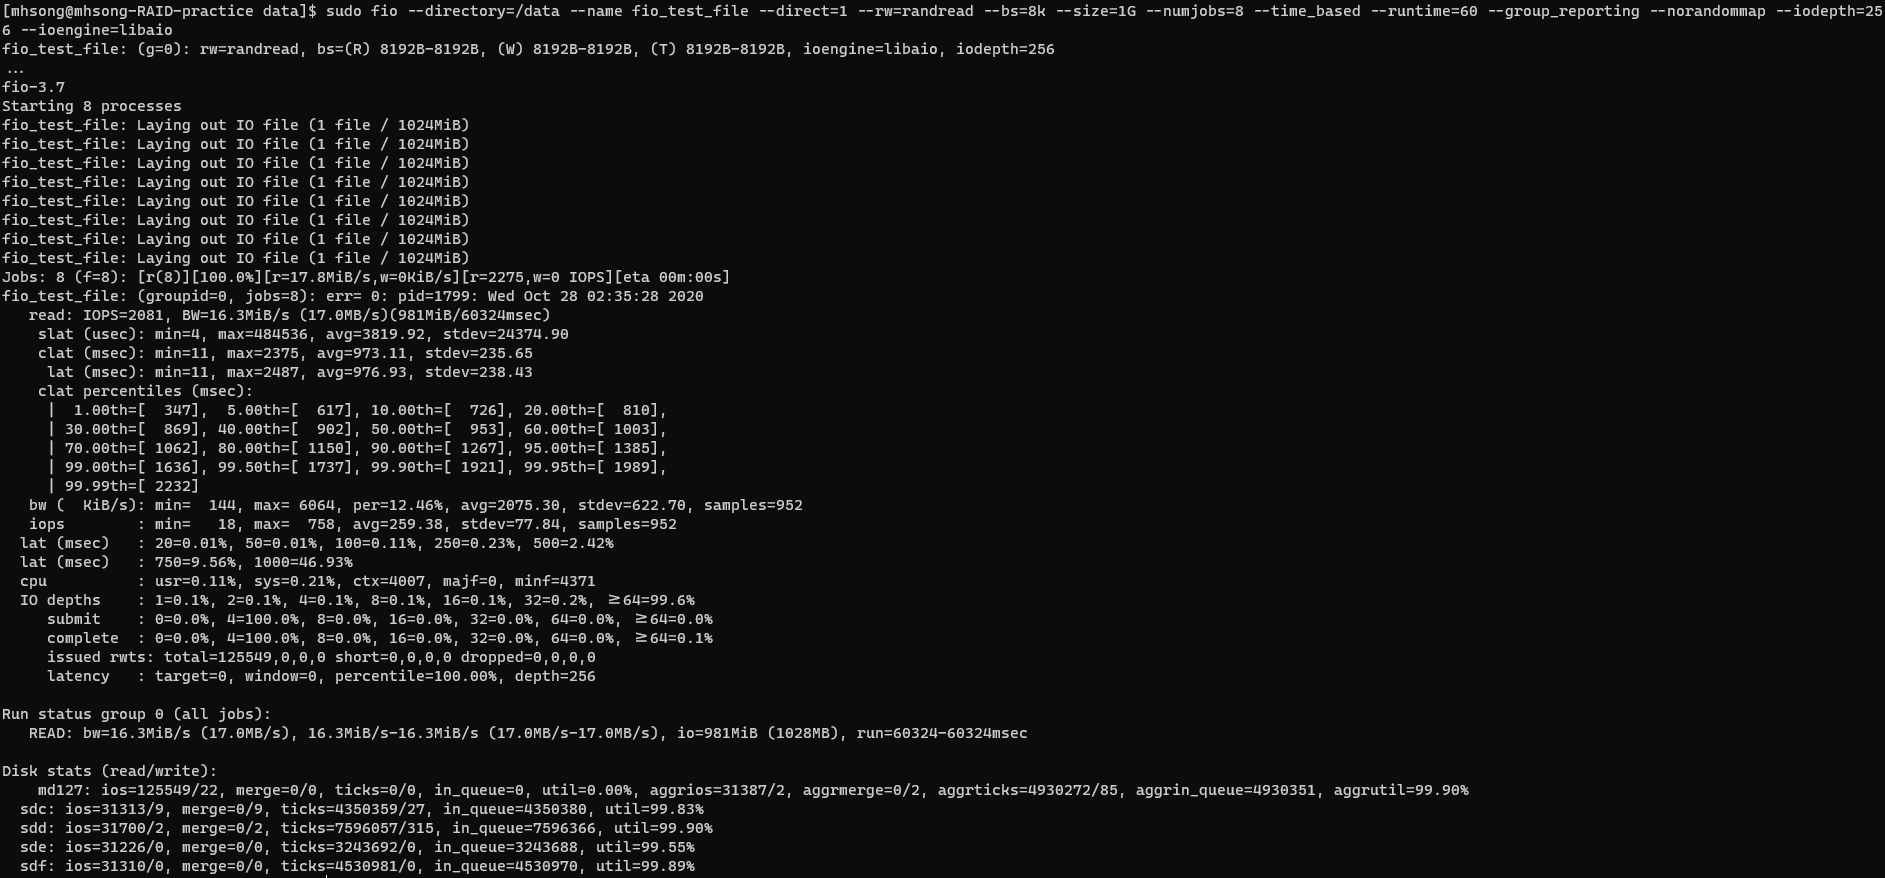 [mhsong@mhsong-RAID-practice data]$ sudo fio --directory=/data --name fio_test_file --direct=1 --rw=randread --bs=8k --size=1G --numjobs=8 --time_based --runtime=60 --group_reporting --norandommap --iodepth=25
6 --ioengine=libaio
fio_test_file: (g=0): rw=randread, bs=(R) 8192B-8192B, (W) 8192B-8192B, (T) 8192B-8192B, ioengine=libaio, iodepth=256
...
fio-3.7
Starting 8 processes
fio_test_file: Laying out IO file (1 file / 1024MiB)
fio_test_file: Laying out IO file (1 file / 1024MiB)
fio_test_file: Laying out IO file (1 file / 1024MiB)
fio_test_file: Laying out IO file (1 file / 1024MiB)
fio_test_file: Laying out IO file (1 file / 1024MiB)
fio_test_file: Laying out IO file (1 file / 1024MiB)
fio_test_file: Laying out IO file (1 file / 1024MiB)
fio_test_file: Laying out IO file (1 file / 1024MiB)
Jobs: 8 (f=8): [r(8)][100.0%][r=17.8MiB/s,w=0KiB/s][r=2275,w=0 IOPS][eta 00m:00s]
fio_test_file: (groupid=0, jobs=8): err= 0: pid=1799: Wed Oct 28 02:35:28 2020
   read: IOPS=2081, BW=16.3MiB/s (17.0MB/s)(981MiB/60324msec)
    slat (usec): min=4, max=484536, avg=3819.92, stdev=24374.90
    clat (msec): min=11, max=2375, avg=973.11, stdev=235.65
     lat (msec): min=11, max=2487, avg=976.93, stdev=238.43
    clat percentiles (msec):
     |  1.00th=[  347],  5.00th=[  617], 10.00th=[  726], 20.00th=[  810],
     | 30.00th=[  869], 40.00th=[  902], 50.00th=[  953], 60.00th=[ 1003],
     | 70.00th=[ 1062], 80.00th=[ 1150], 90.00th=[ 1267], 95.00th=[ 1385],
     | 99.00th=[ 1636], 99.50th=[ 1737], 99.90th=[ 1921], 99.95th=[ 1989],
     | 99.99th=[ 2232]
   bw (  KiB/s): min=  144, max= 6064, per=12.46%, avg=2075.30, stdev=622.70, samples=952
   iops        : min=   18, max=  758, avg=259.38, stdev=77.84, samples=952
  lat (msec)   : 20=0.01%, 50=0.01%, 100=0.11%, 250=0.23%, 500=2.42%
  lat (msec)   : 750=9.56%, 1000=46.93%
  cpu          : usr=0.11%, sys=0.21%, ctx=4007, majf=0, minf=4371
  IO depths    : 1=0.1%, 2=0.1%, 4=0.1%, 8=0.1%, 16=0.1%, 32=0.2%, >=64=99.6%
     submit    : 0=0.0%, 4=100.0%, 8=0.0%, 16=0.0%, 32=0.0%, 64=0.0%, >=64=0.0%
     complete  : 0=0.0%, 4=100.0%, 8=0.0%, 16=0.0%, 32=0.0%, 64=0.0%, >=64=0.1%
     issued rwts: total=125549,0,0,0 short=0,0,0,0 dropped=0,0,0,0
     latency   : target=0, window=0, percentile=100.00%, depth=256
Run status group 0 (all jobs):
   READ: bw=16.3MiB/s (17.0MB/s), 16.3MiB/s-16.3MiB/s (17.0MB/s-17.0MB/s), io=981MiB (1028MB), run=60324-60324msec
Disk stats (read/write):
    md127: ios=125549/22, merge=0/0, ticks=0/0, in_queue=0, util=0.00%, aggrios=31387/2, aggrmerge=0/2, aggrticks=4930272/85, aggrin_queue=4930351, aggrutil=99.90%
  sdc: ios=31313/9, merge=0/9, ticks=4350359/27, in_queue=4350380, util=99.83%
  sdd: ios=31700/2, merge=0/2, ticks=7596057/315, in_queue=7596366, util=99.90%
  sde: ios=31226/0, merge=0/0, ticks=3243692/0, in_queue=3243688, util=99.55%
  sdf: ios=31310/0, merge=0/0, ticks=4530981/0, in_queue=4530970, util=99.89%